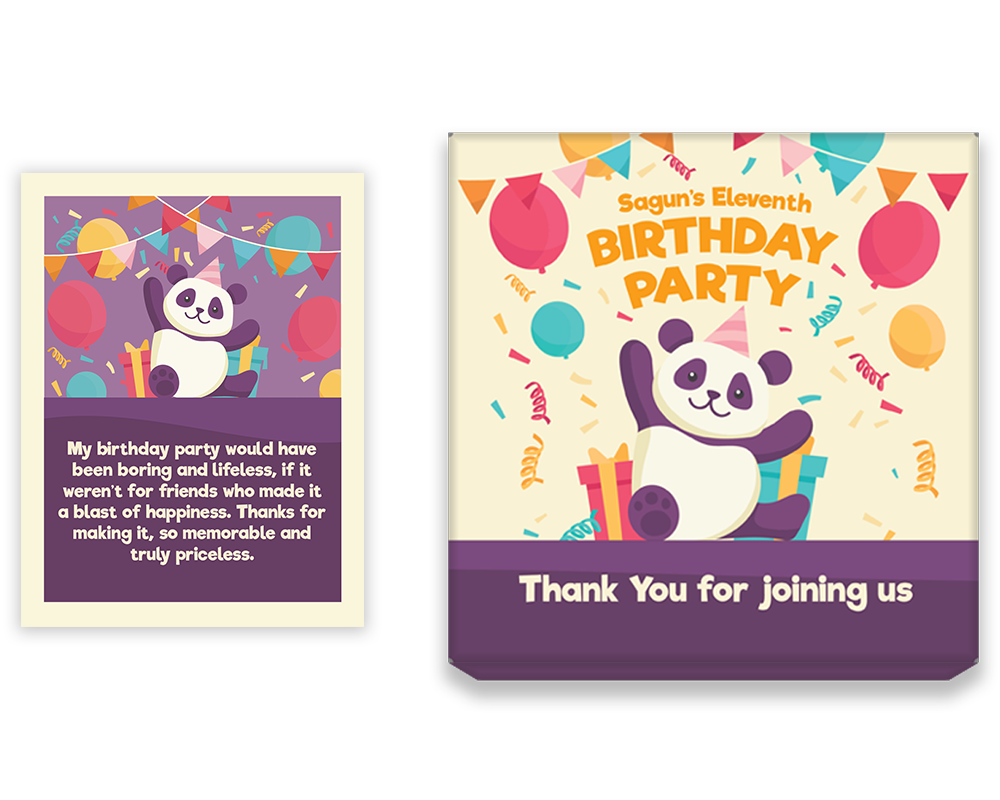 My birthday party would have
been boring and lifeless, if it
weren't for friends who made it
a blast of happiness. Thanks for
making it, so memorable and
truly priceless.
Sagun's Eleventh
BIRTHDAY
PARTY
Thank You for joining us